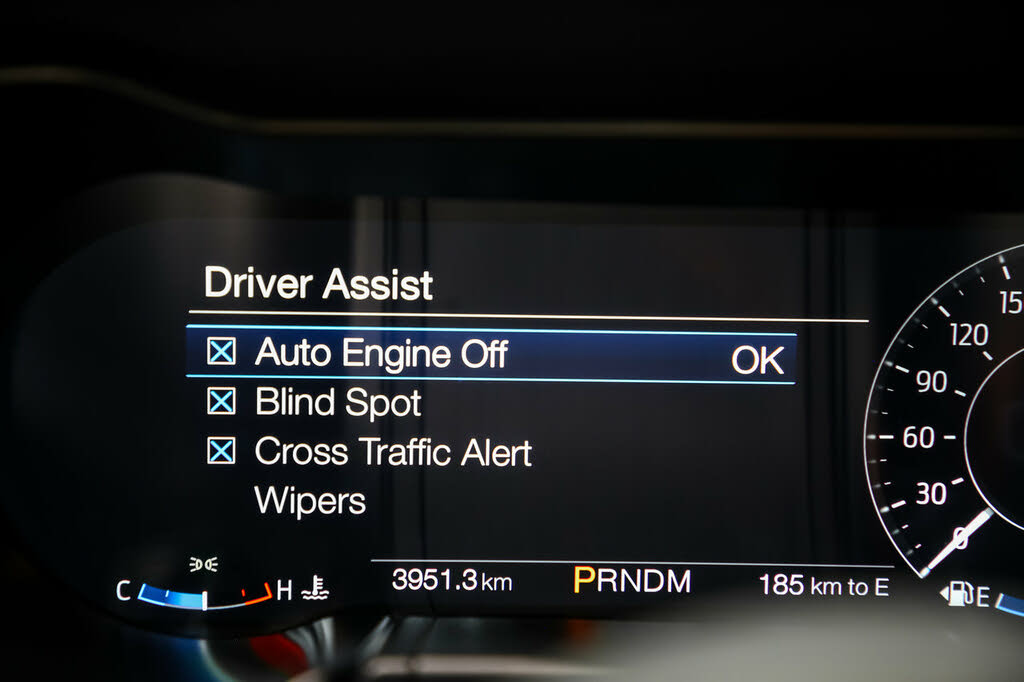 Driver Assist
Auto Engine Off OK
Blind Spot
Cross Traffic Alert
Wipers
120
90
60
30
0
C H
3951.3 km PRNDM 185 km to E
E